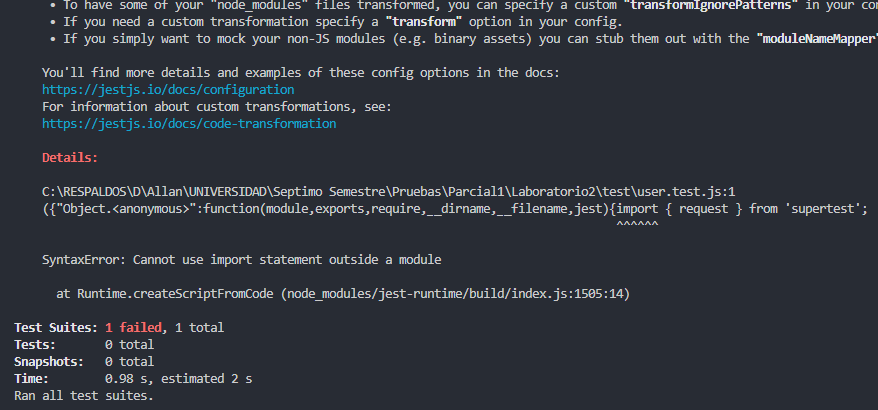 • To have some of your "node_modules" files transformed, you can specify a custom "transformIgnorePatterns" in your
• If you need a custom transformation specify a "transform" option in your config.
• If you simply want to mock your non-JS modules (e.g. binary assets) you can stub them out with the "moduleNameMapper"
You'll find more details and examples of these config options in the docs:
https://jestjs.io/docs/configuration
For information about custom transformations, see:
https://jestjs.io/docs/code-transformation
Details:
C:\RESPALDOS\D\Allan\UNIVERSIDAD\Septimo Semestre\Pruebas\Parcial1\Laboratorio2\test\user.test.js:1
({"Object.<anonymous>":function(module,exports,require,__dirname,__filename,jest){import { request } from 'supertest';
^^^^^^
SyntaxError: Cannot use import statement outside a module
at Runtime.createScriptFromCode (node_modules/jest-runtime/build/index.js:1505:14)
Test Suites: 1 failed, 1 total
Tests: 0 total
Snapshots: 0 total
Time: 0.98 s, estimated 2 s
Ran all test suites.